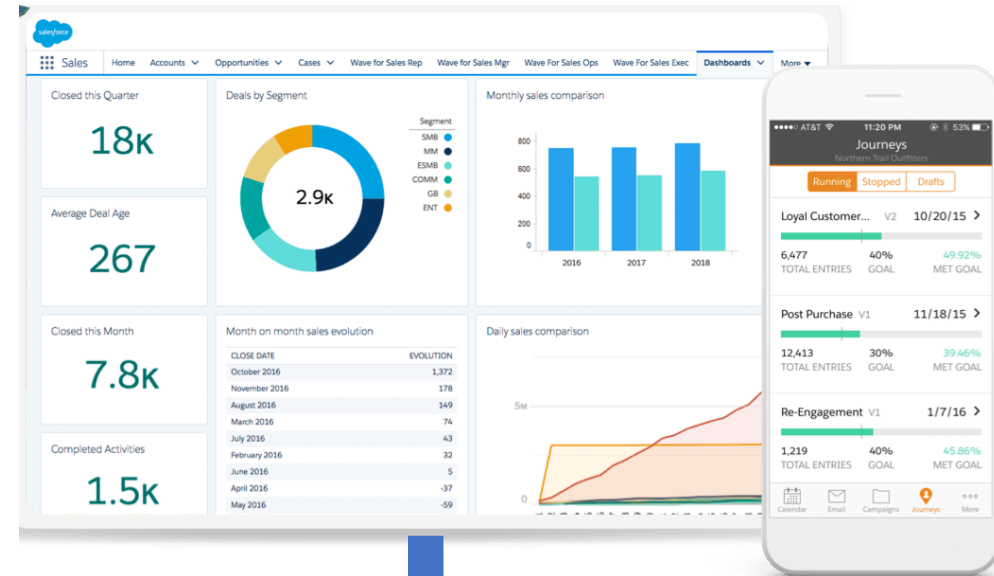 salesforce
Sales Home Accounts Opportunities Cases Wave for Sales Rep Wave for Sales Mgr Wave For Sales Ops Wave For Sales Exec Dashboards More
Closed this Quarter
18K
Average Deal Age
267
Closed this Month
7.8K
Completed Activities
1.5K
Deals by Segment
2.9K
Segment
SMB
MM
ESMB
COMM
GB
ENT
Monthly sales comparison
800
600
400
200
0
2016 2017 2018
Month on month sales evolution
CLOSE DATE EVOLUTION
October 2016 1,372
November 2016 178
August 2016 149
March 2016 74
July 2016 43
February 2016 32
June 2016 5
April 2016 -37
May 2016 -59
Daily sales comparison
5M
0
AT&T 11:20 PM 53%
Journeys
Northern Trail Outfitters
Running Stopped Drafts
Loyal Customer... V2 10/20/15
6,477 40% 49.92%
TOTAL ENTRIES GOAL MET GOAL
Post Purchase V1 11/18/15
12,413 30% 39.46%
TOTAL ENTRIES GOAL MET GOAL
Re-Engagement V1 1/7/16
1,219 40% 45.86%
TOTAL ENTRIES GOAL MET GOAL
Calendar Email Campaigns Journeys More